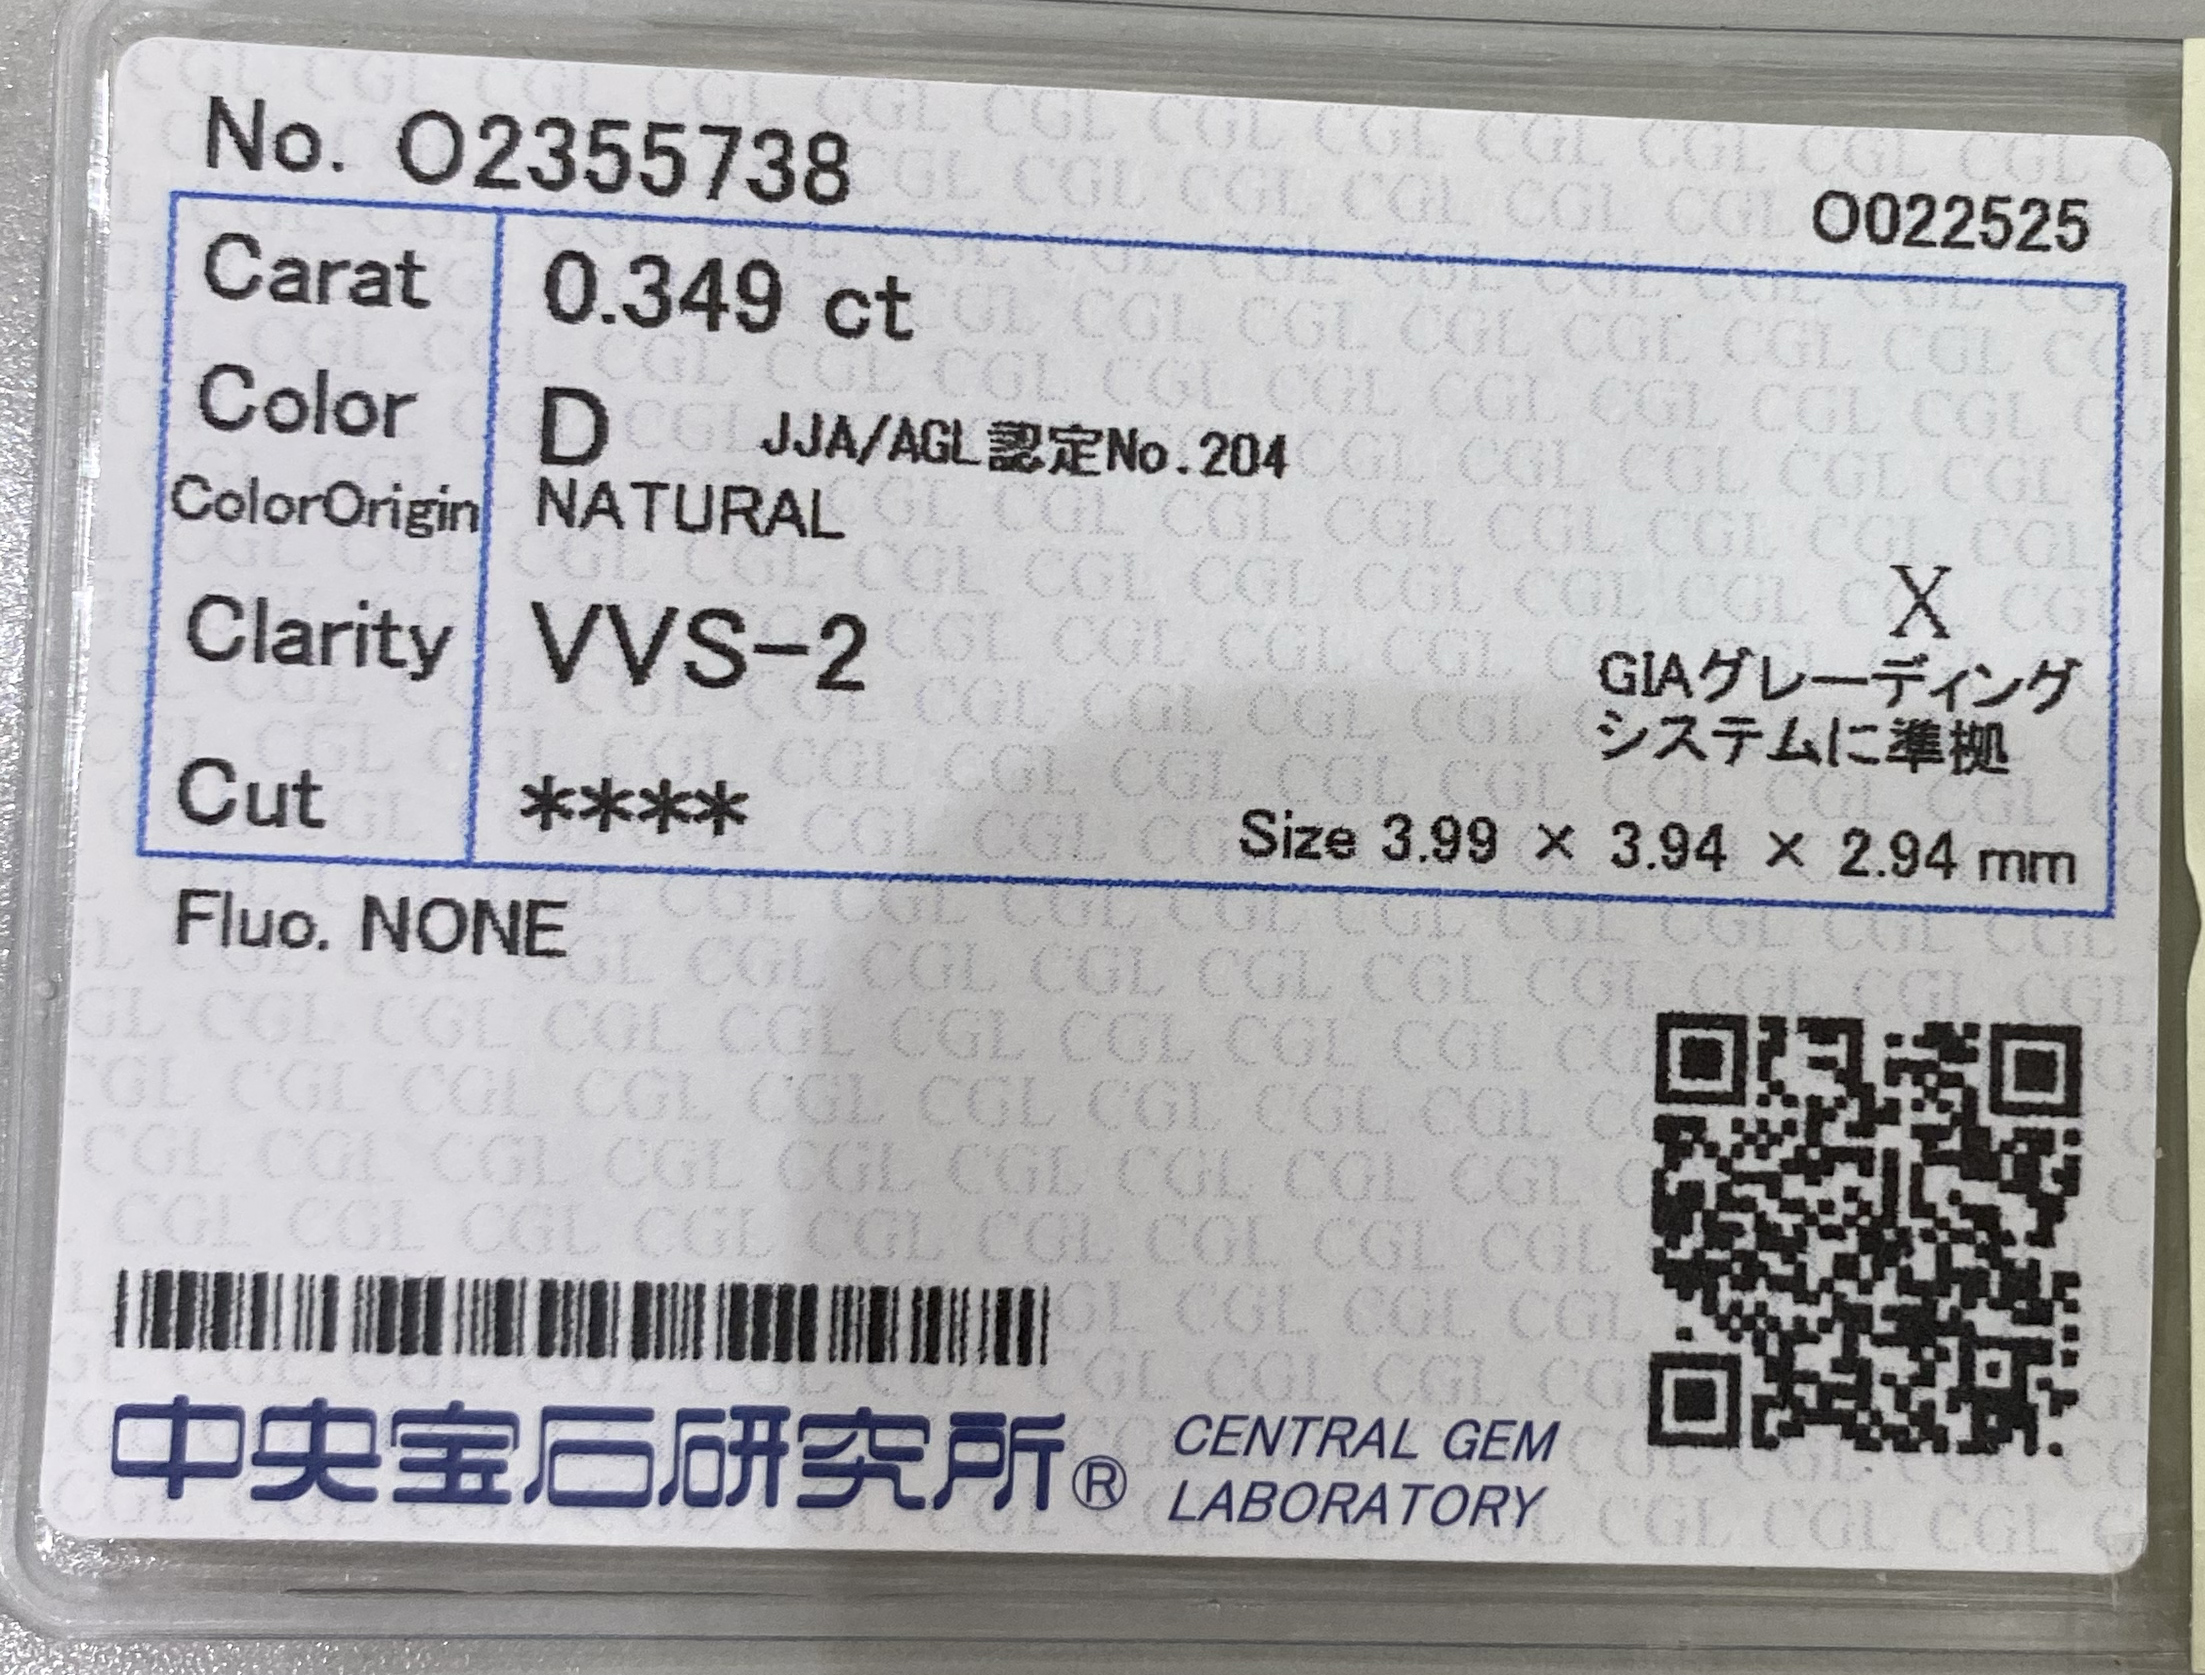 No. O2355738
O022525
Carat 0.349 ct
Color D JJA/AGL認定No.204
ColorOrigin NATURAL
Clarity VVS-2
X
GIAグレーディング
システムに準拠
Cut ****
Size 3.99 × 3.94 × 2.94 mm
Fluo. NONE
中央宝石研究所®
CENTRAL GEM
LABORATORY